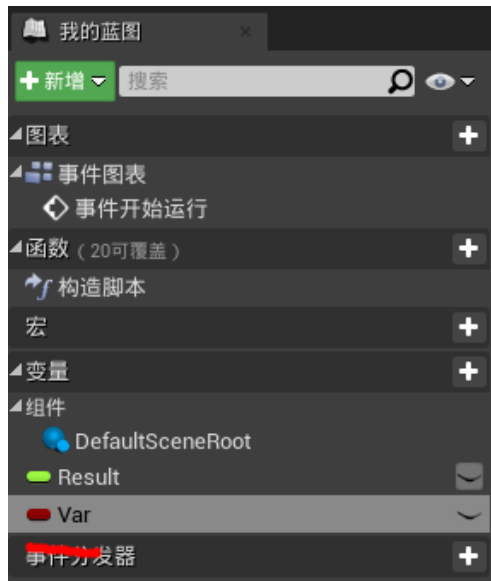 我的蓝图
新增 搜索
图表
事件图表
事件开始运行
函数（20可覆盖）
构造脚本
宏
变量
组件
DefaultSceneRoot
Result
Var
事件分发器